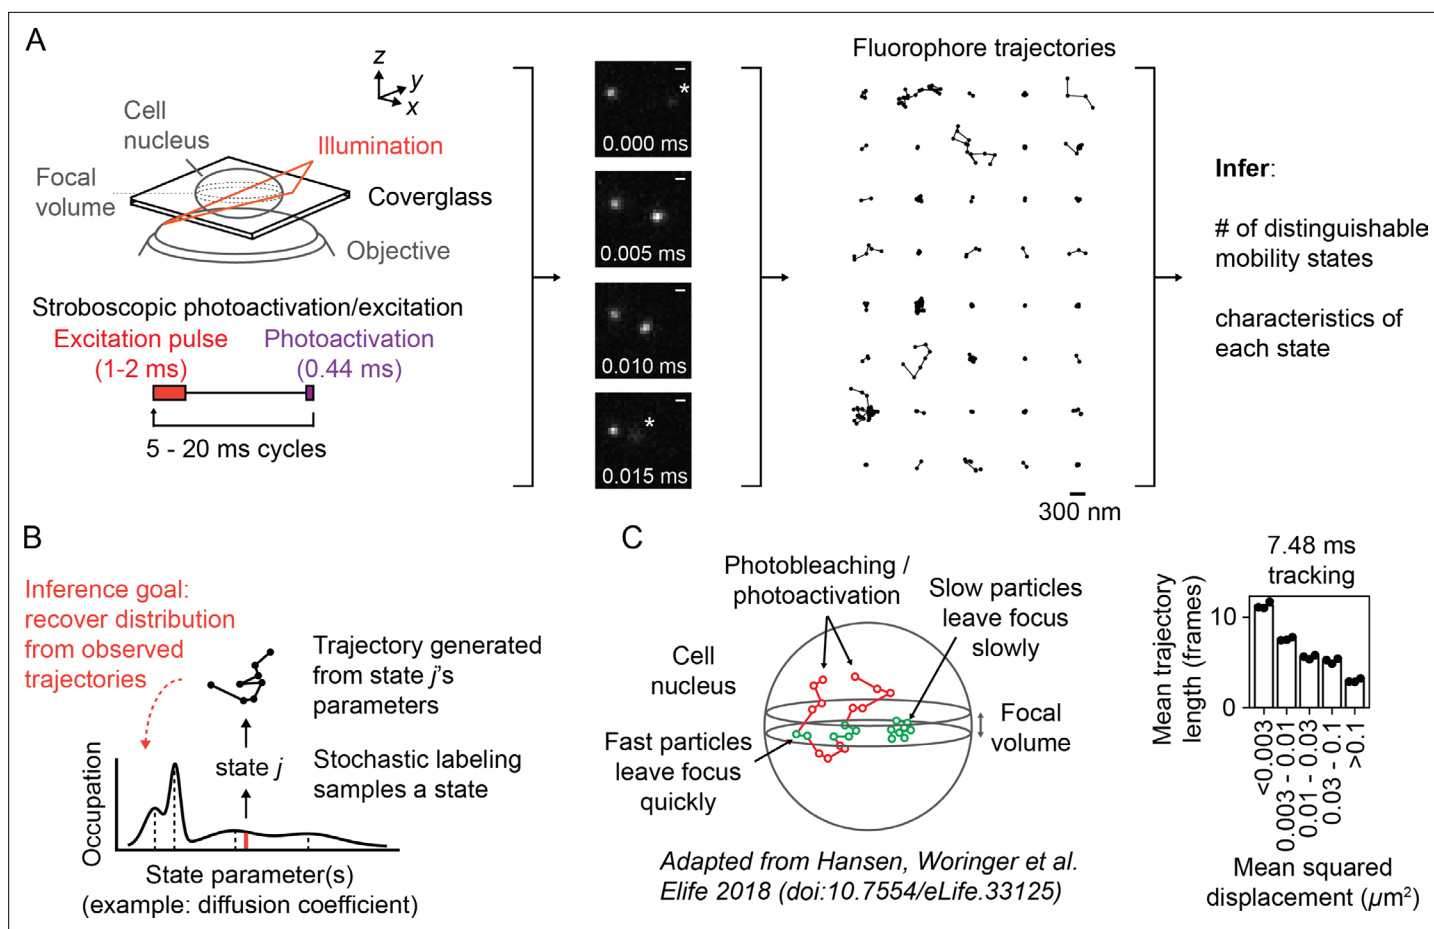 A
z
y
x
Cell
nucleus
Illumination
Focal
volume
Coverglass
Objective
Stroboscopic photoactivation/excitation
Excitation pulse
(1-2 ms)
Photoactivation
(0.44 ms)
5 - 20 ms cycles
*
0.000 ms
0.005 ms
0.010 ms
*
0.015 ms
Fluorophore trajectories
300 nm
Infer:
# of distinguishable
mobility states
characteristics of
each state
B
Inference goal:
recover distribution
from observed
trajectories
Trajectory generated
from state j's
parameters
state j
Stochastic labeling
samples a state
Occupation
State parameter(s)
(example: diffusion coefficient)
C
Photobleaching /
photoactivation
Slow particles
leave focus
slowly
Cell
nucleus
Focal
volume
Fast particles
leave focus
quickly
Adapted from Hansen, Woringer et al.
Elife 2018 (doi:10.7554/eLife.33125)
7.48 ms
tracking
Mean trajectory
length (frames)
10
0
<0.003
0.003 - 0.01
0.01 - 0.03
0.03 - 0.1
>0.1
Mean squared
displacement (µm²)